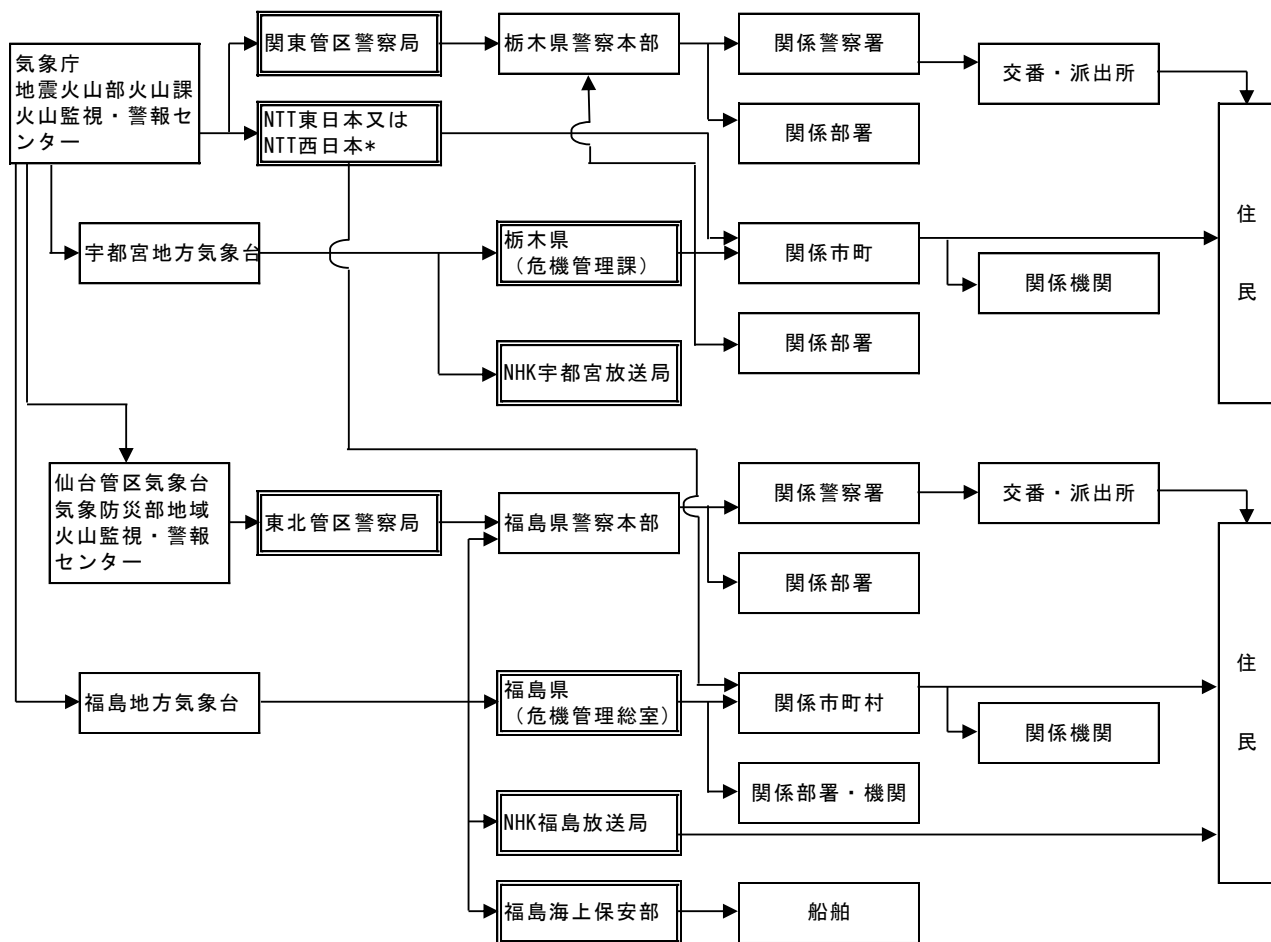 気象庁
地震火山部火山課
火山監視・警報セ
ンター
関東管区警察局
栃木県警察本部
関係警察署
交番・派出所
NTT東日本又は
NTT西日本*
関係部署
住
民
宇都宮地方気象台
栃木県
（危機管理課）
関係市町
関係機関
関係部署
NHK宇都宮放送局
仙台管区気象台
気象防災部地域
火山監視・警報
センター
東北管区警察局
福島県警察本部
関係警察署
交番・派出所
関係部署
住
民
福島地方気象台
福島県
（危機管理総室）
関係市町村
関係機関
関係部署・機関
NHK福島放送局
福島海上保安部
船舶